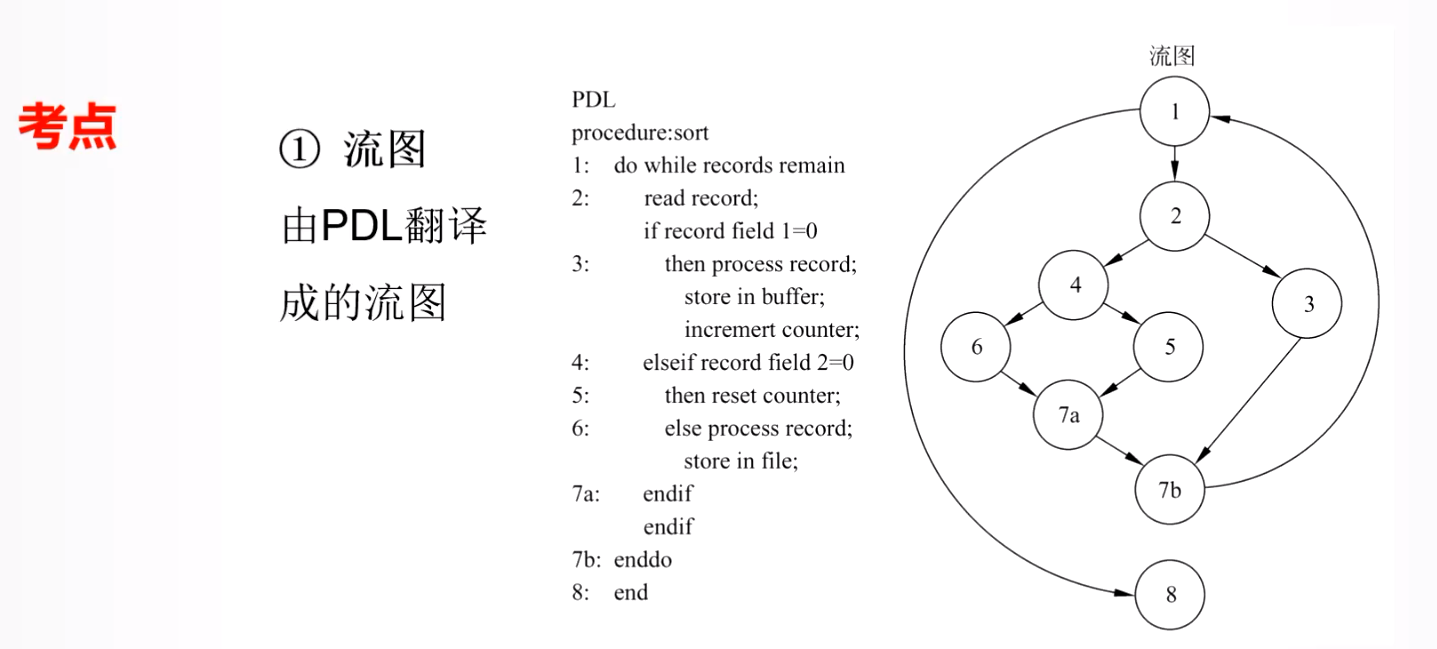 考点
① 流图
由PDL翻译
成的流图
PDL
procedure:sort
1: do while records remain
2: read record;
if record field 1=0
3: then process record;
store in buffer;
incremert counter;
4: elseif record field 2=0
5: then reset counter;
6: else process record;
store in file;
7a: endif
endif
7b: enddo
8: end
流图
1
2
4
3
6
5
7a
7b
8